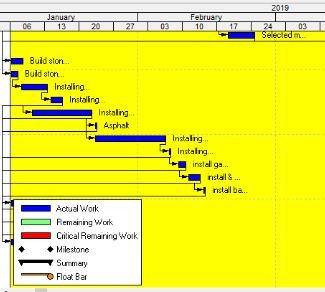 2019
January February
06 13 20 27 03 10 17 24 03
Selected m...
Build ston...
Build ston...
Installing...
Installing...
Installing...
Asphalt
Installing...
Installing...
install ga...
install & ...
install ba...
Actual Work
Remaining Work
Critical Remaining Work
Milestone
Summary
Float Bar